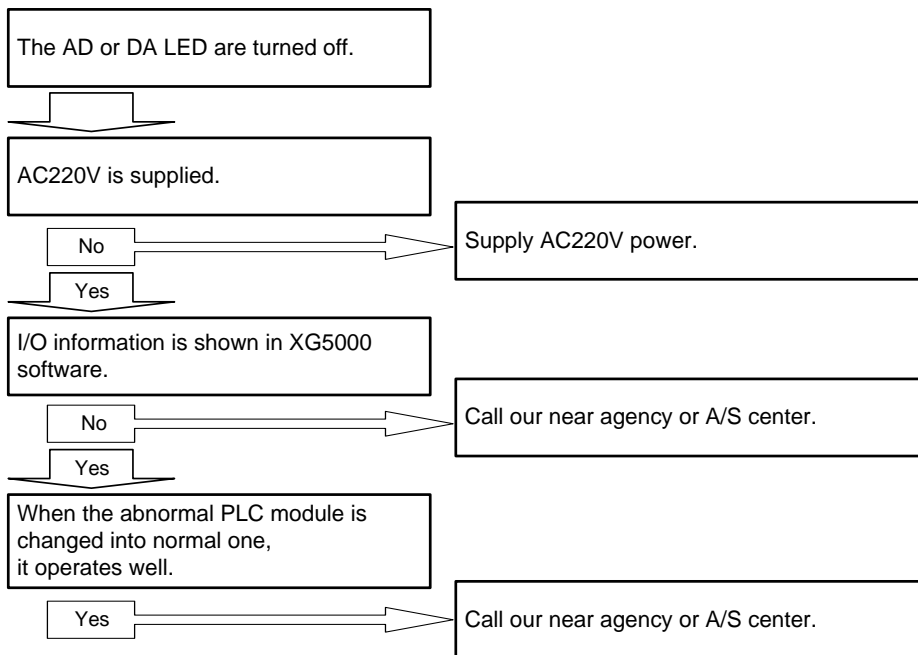 The AD or DA LED are turned off.
AC220V is supplied.
No
Supply AC220V power.
Yes
I/O information is shown in XG5000
software.
No
Call our near agency or A/S center.
Yes
When the abnormal PLC module is
changed into normal one,
it operates well.
Yes
Call our near agency or A/S center.